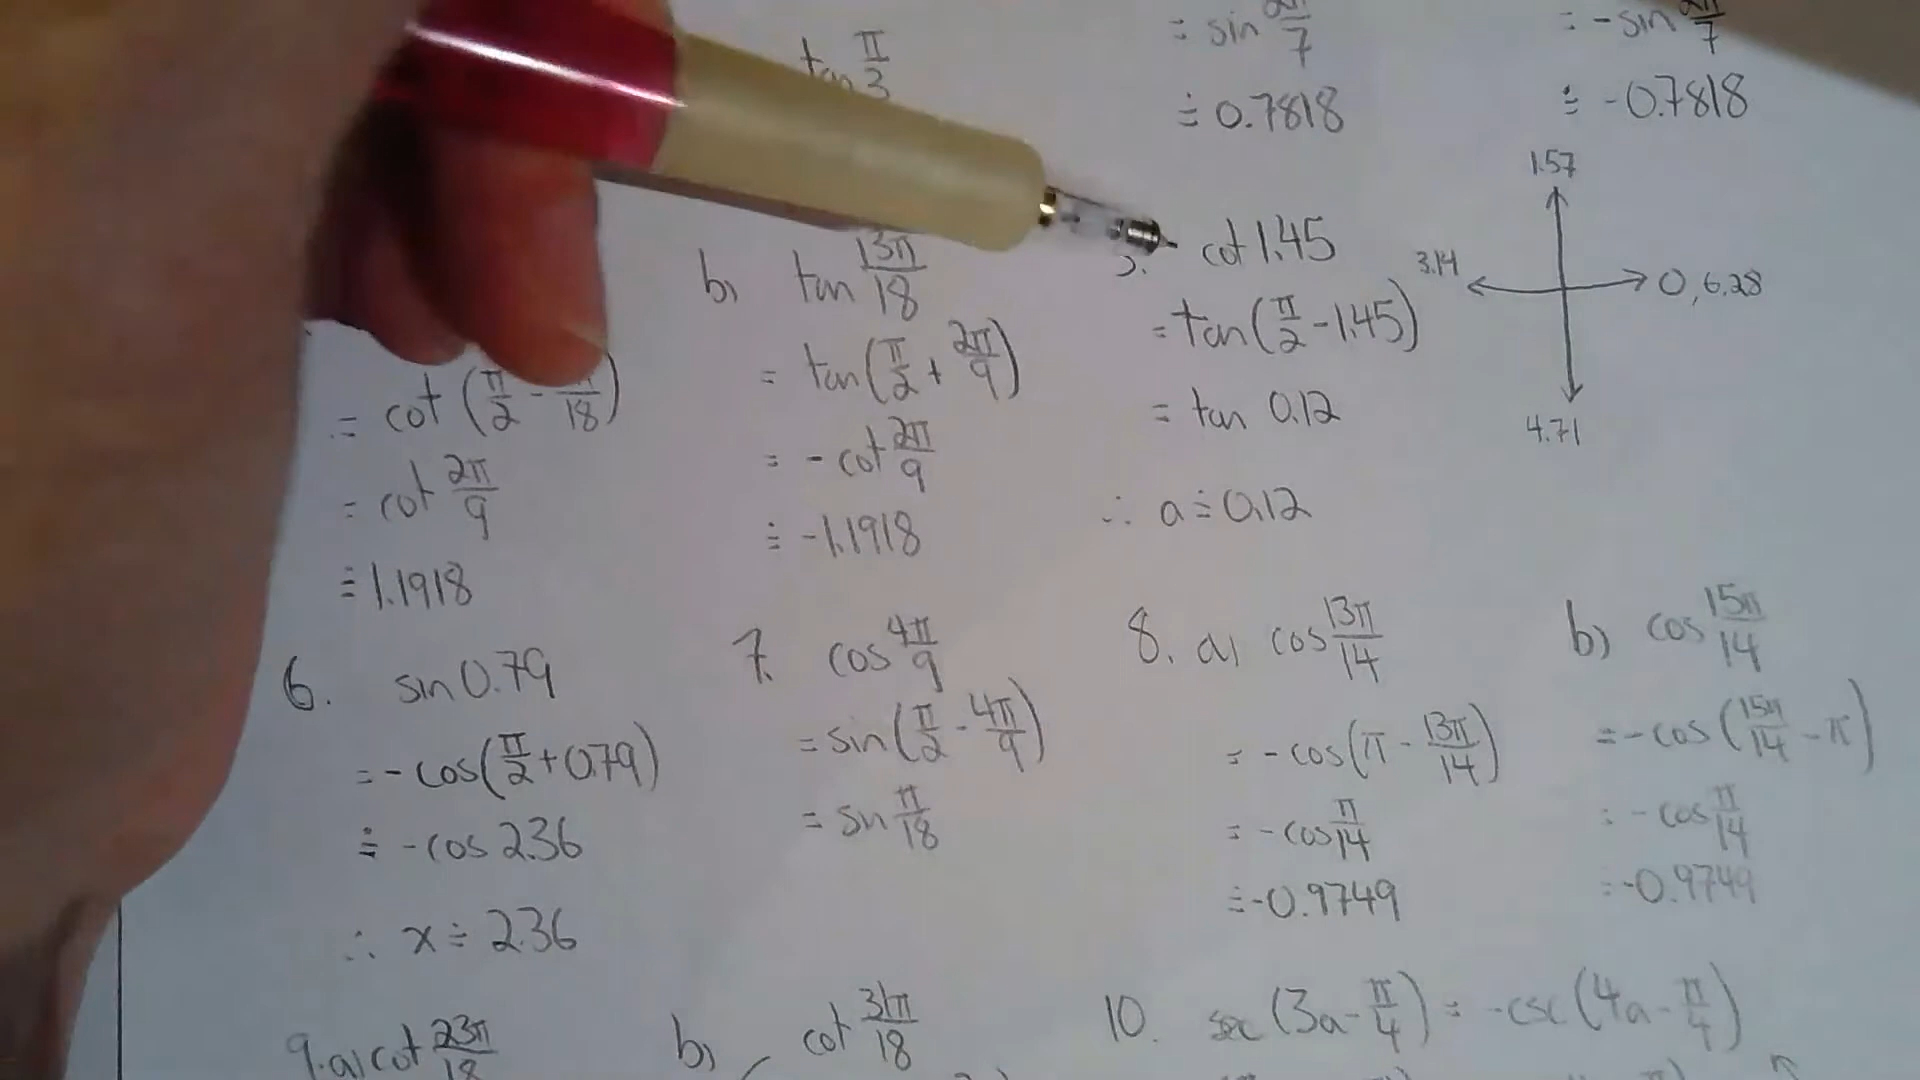 tan π/3
= sin 2π/7
≐ 0.7818
= -sin 2π/7
≐ -0.7818
= cot (π/2 - π/18)
= cot 2π/9
≐ 1.1918
b) tan 13π/18
= tan(π/2 + 2π/9)
= -cot 2π/9
≐ -1.1918
5. cot 1.45
= tan(π/2 - 1.45)
= tan 0.12
∴ a ≐ 0.12
1.57
3.14
0, 6.28
4.71
6. sin 0.79
= -cos(π/2 + 0.79)
≐ -cos 2.36
∴ x ≐ 2.36
7. cos 4π/9
= sin(π/2 - 4π/9)
= sin π/18
8. a) cos 13π/14
= -cos(π - 13π/14)
= -cos π/14
≐ -0.9749
b) cos 15π/14
= -cos(15π/14 - π)
= -cos π/14
≐ -0.9749
9. a) cot 23π/18
b) cot 31π/18
10. sec (3a - π/4) = -csc (4a - π/4)